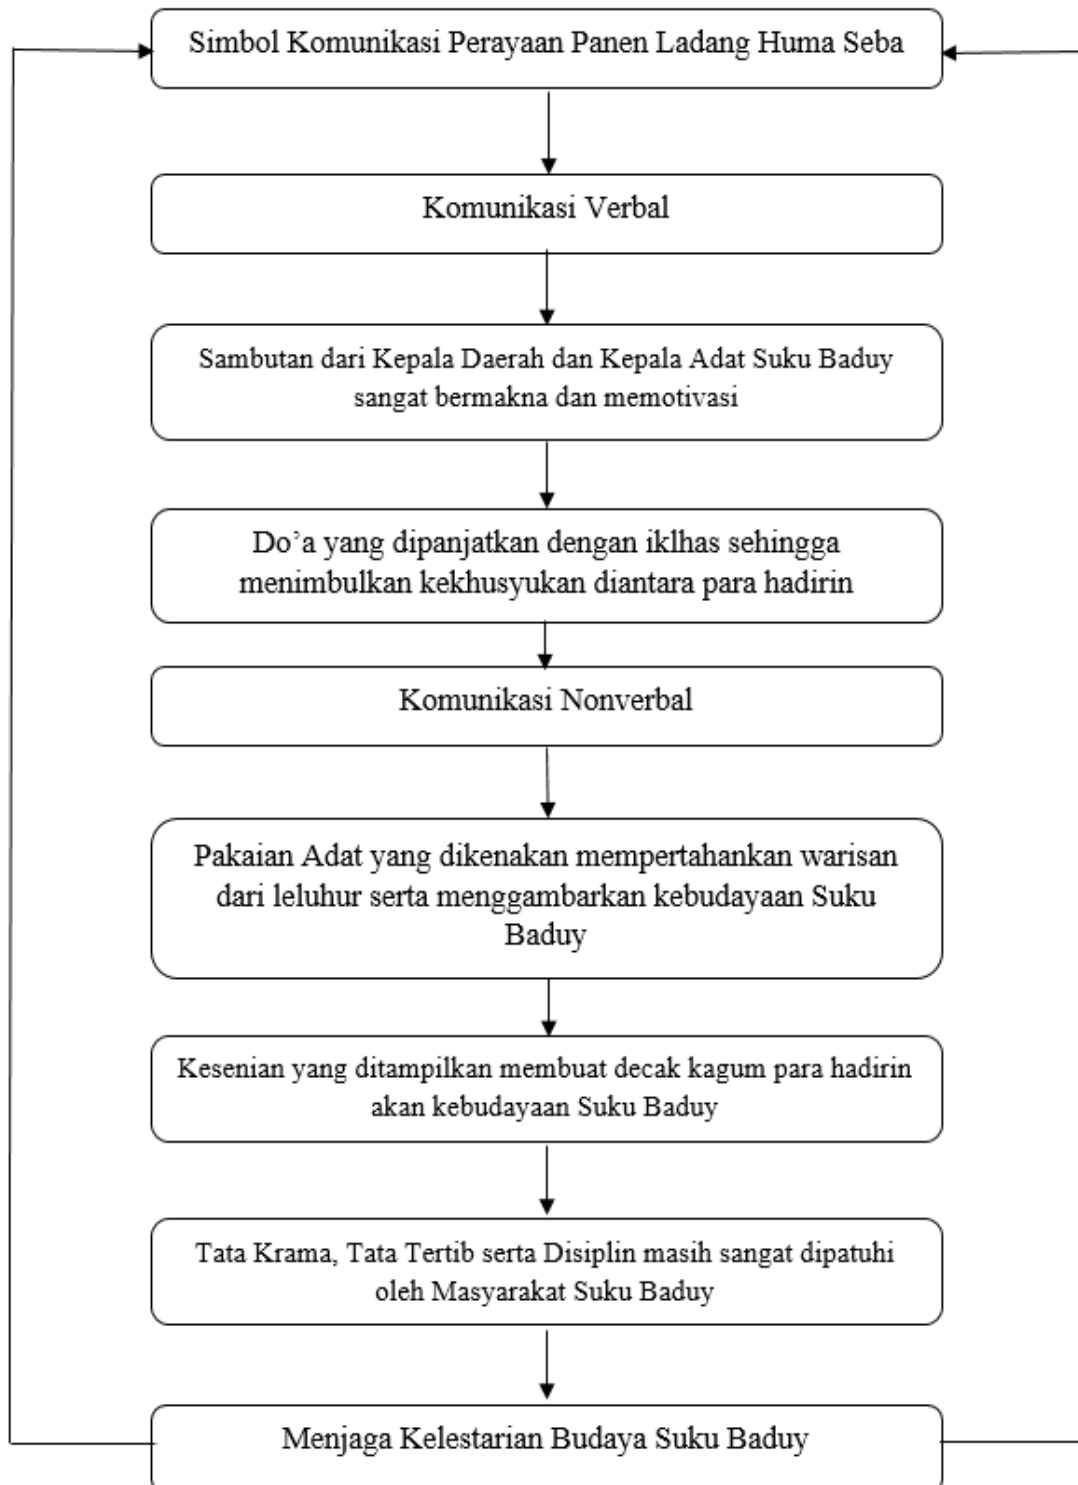 Simbol Komunikasi Perayaan Panen Ladang Huma Seba
Komunikasi Verbal
Sambutan dari Kepala Daerah dan Kepala Adat Suku Baduy
sangat bermakna dan memotivasi
Do’a yang dipanjatkan dengan iklhas sehingga
menimbulkan kekhusyukan diantara para hadirin
Komunikasi Nonverbal
Pakaian Adat yang dikenakan mempertahankan warisan
dari leluhur serta menggambarkan kebudayaan Suku
Baduy
Kesenian yang ditampilkan membuat decak kagum para hadirin
akan kebudayaan Suku Baduy
Tata Krama, Tata Tertib serta Disiplin masih sangat dipatuhi
oleh Masyarakat Suku Baduy
Menjaga Kelestarian Budaya Suku Baduy